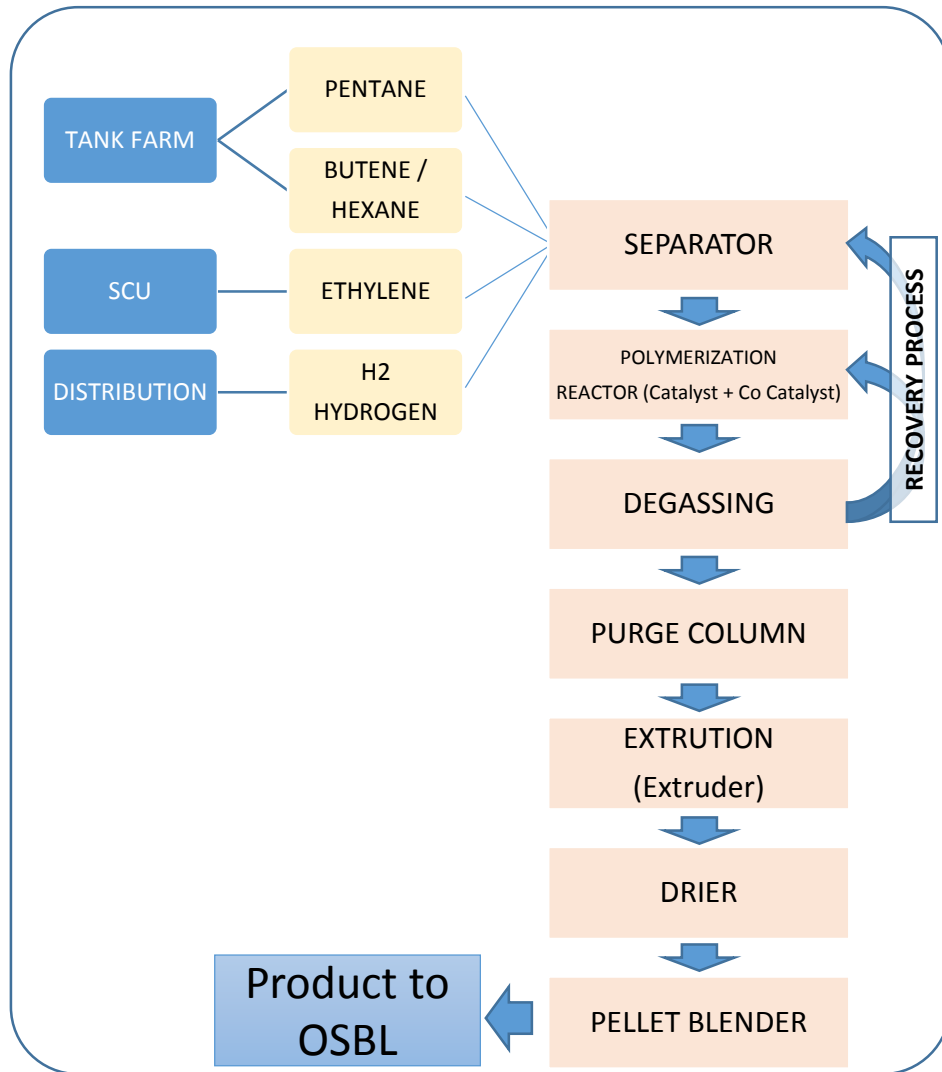 TANK FARM
PENTANE
BUTENE /
HEXANE
SCU
ETHYLENE
DISTRIBUTION
H2
HYDROGEN
SEPARATOR
POLYMERIZATION
REACTOR (Catalyst + Co Catalyst)
DEGASSING
RECOVERY PROCESS
PURGE COLUMN
EXTRUTION
(Extruder)
DRIER
PELLET BLENDER
Product to
OSBL